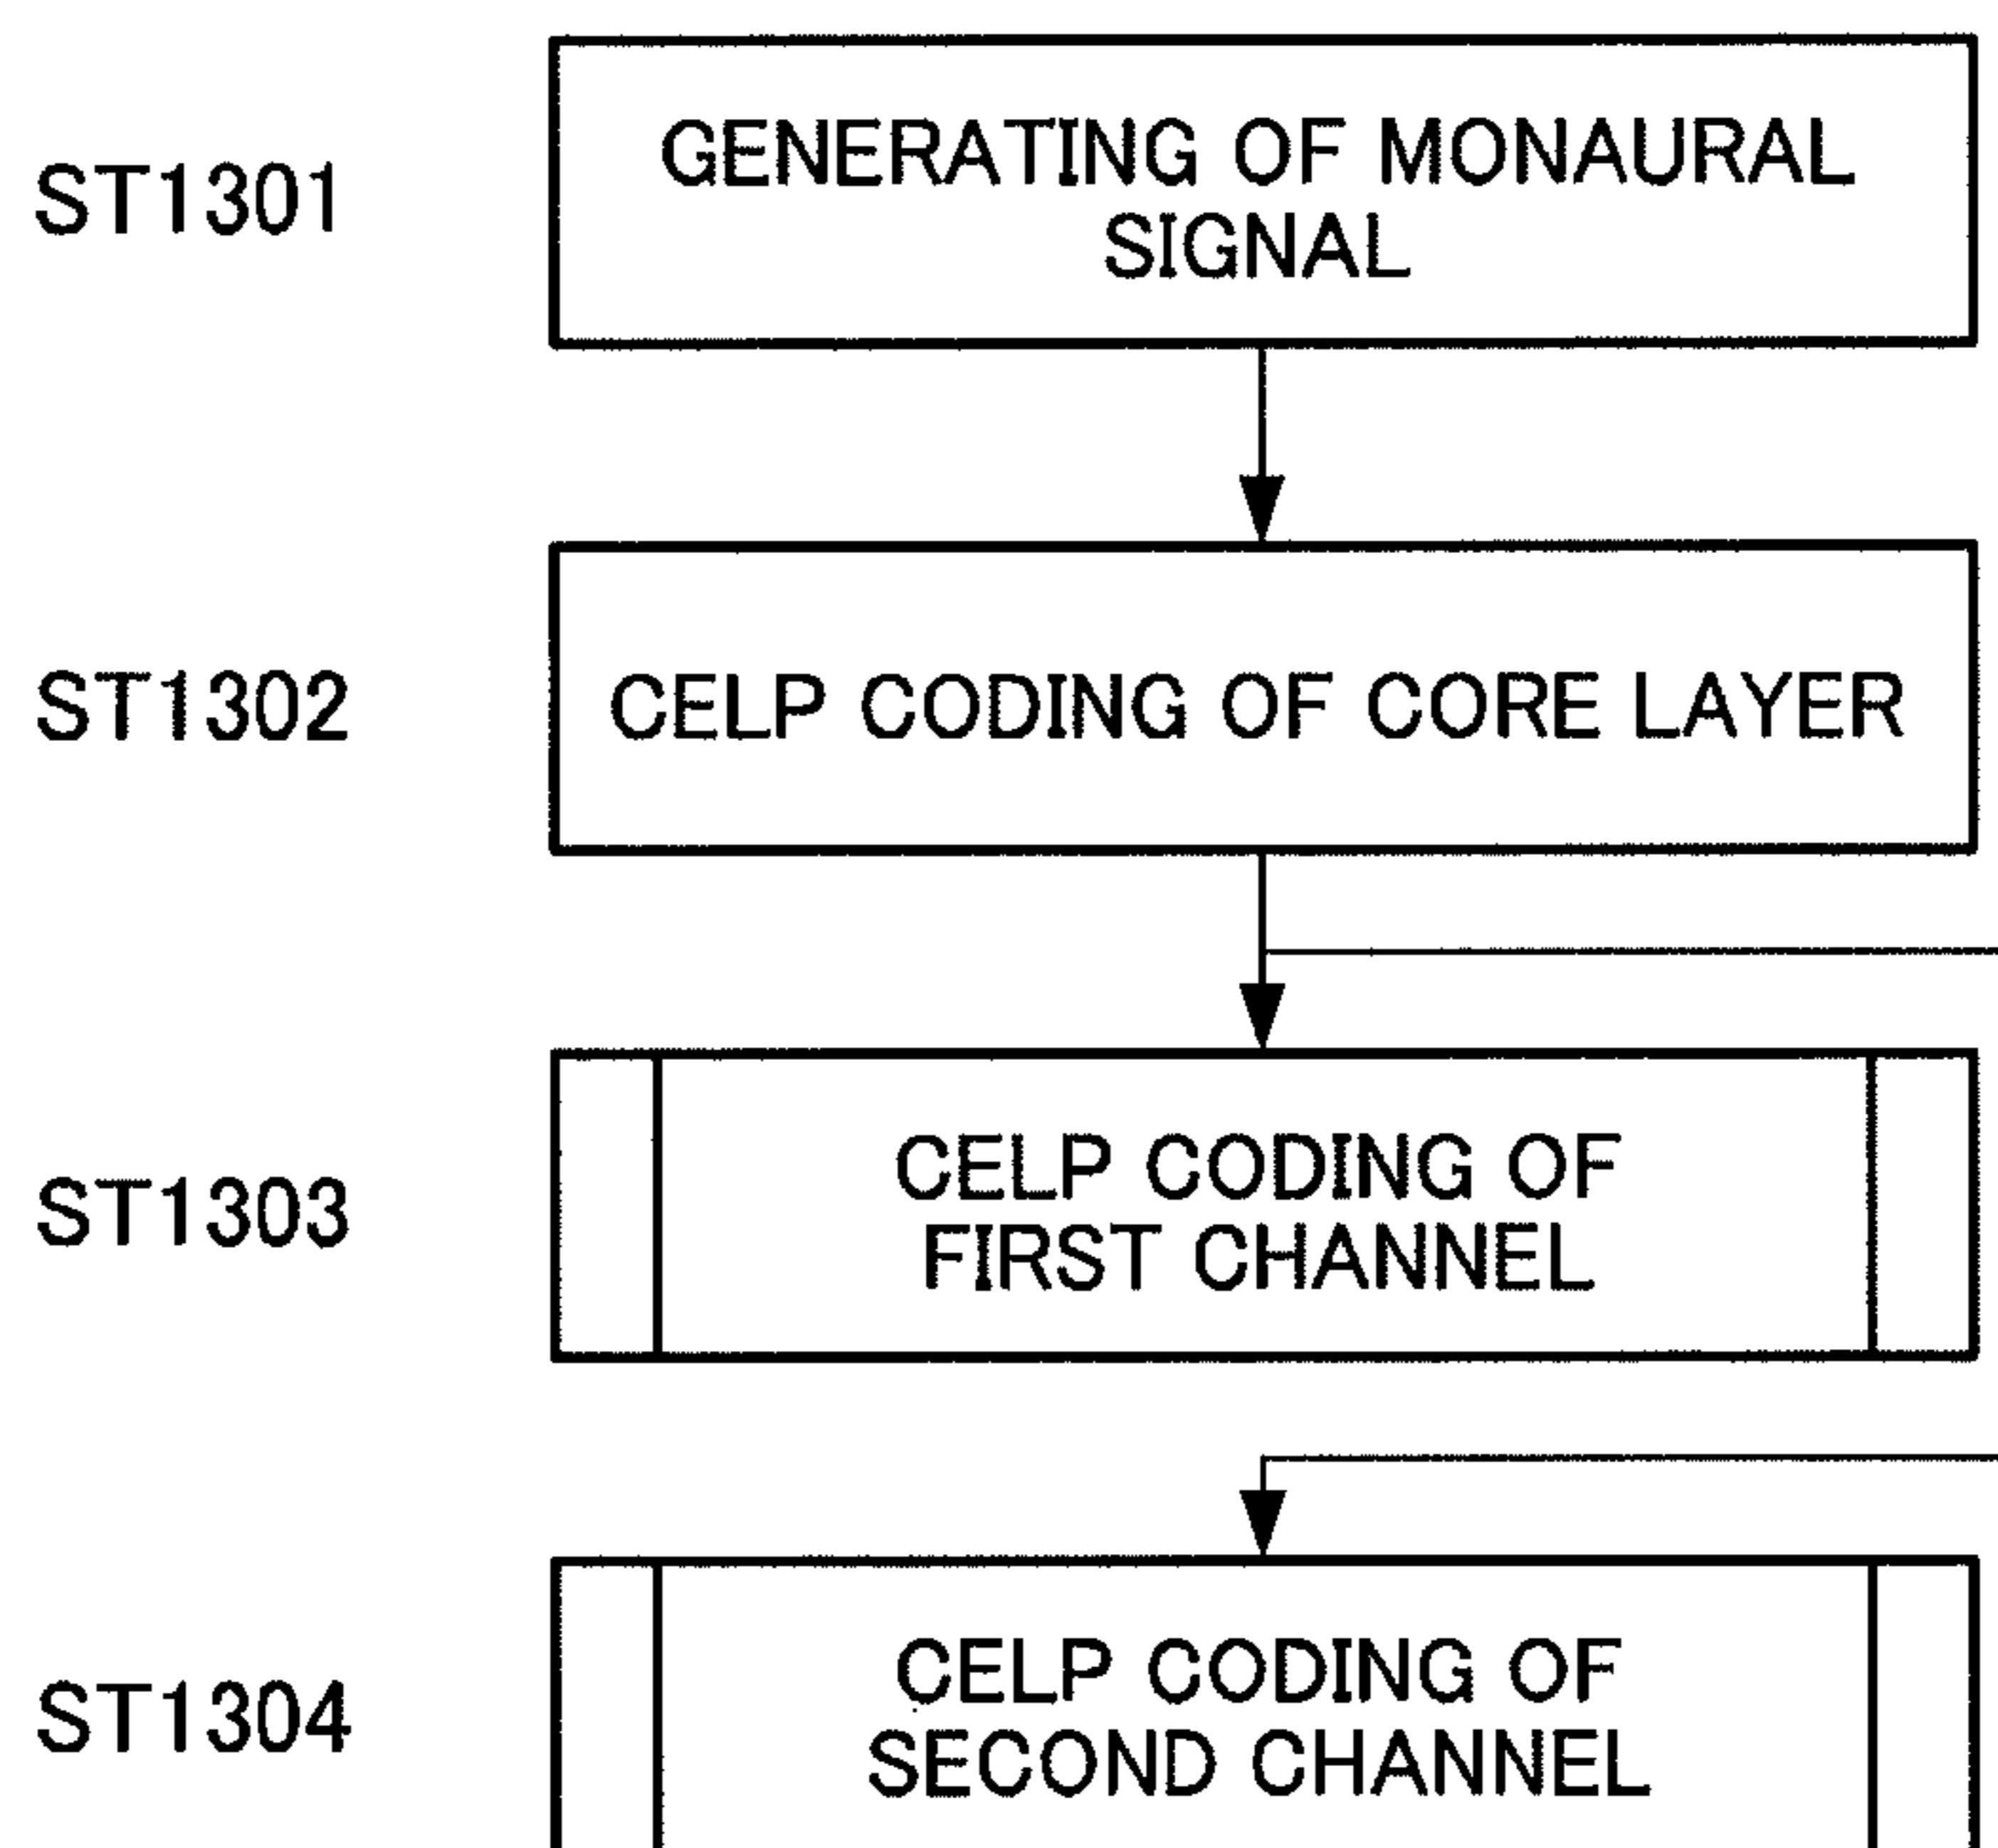 ST1301
GENERATING OF MONAURAL
SIGNAL
ST1302
CELP CODING OF CORE LAYER
ST1303
CELP CODING OF
FIRST CHANNEL
ST1304
CELP CODING OF
SECOND CHANNEL